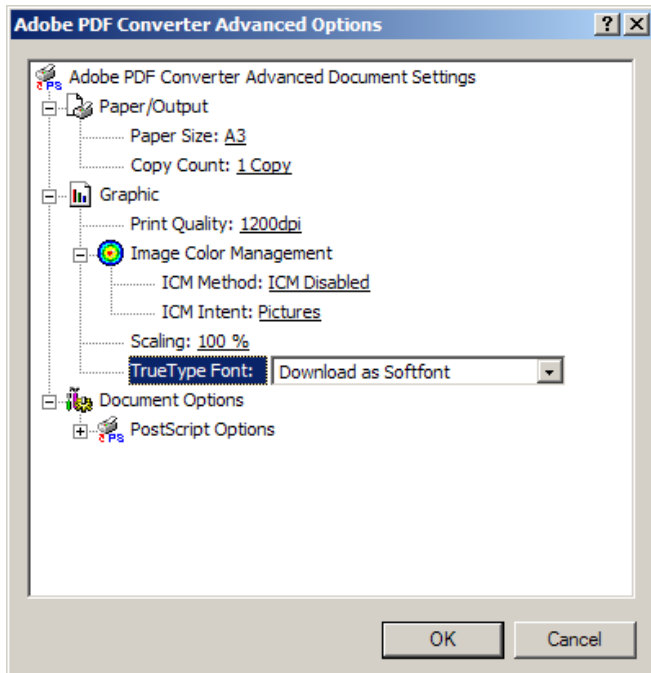 Adobe PDF Converter Advanced Options
Adobe PDF Converter Advanced Document Settings
Paper/Output
Paper Size: A3
Copy Count: 1 Copy
Graphic
Print Quality: 1200dpi
Image Color Management
ICM Method: ICM Disabled
ICM Intent: Pictures
Scaling: 100 %
TrueType Font: Download as Softfont
Document Options
PostScript Options
OK Cancel